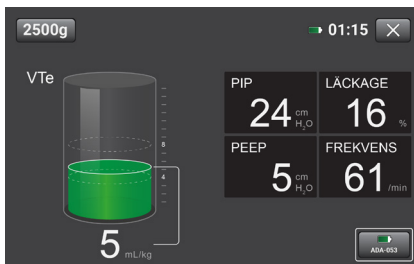 2500g
01:15
VTe
8
4
5 mL/kg
PIP
24 cm H₂O
LÄCKAGE
16 %
PEEP
5 cm H₂O
FREKVENS
61 /min
ADA-053